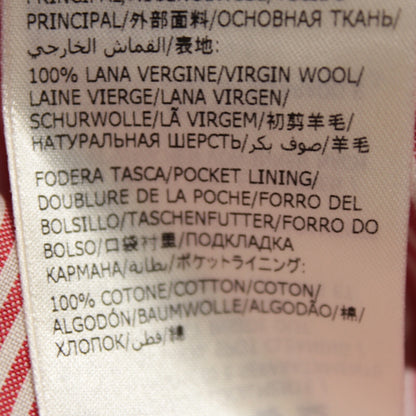 PRINCIPAL/外部面料/ОСНОВНАЯ ТКАНЬ/
القماش الخارجي/表地:
100% LANA VERGINE/VIRGIN WOOL/
LAINE VIERGE/LANA VIRGEN/
SCHURWOLLE/LÃ VIRGEM/初剪羊毛/
НАТУРАЛЬНАЯ ШЕРСТЬ/صوف بكر/羊毛
FODERA TASCA/POCKET LINING/
DOUBLURE DE LA POCHE/FORRO DEL
BOLSILLO/TASCHENFUTTER/FORRO DO
BOLSO/口袋衬里/ПОДКЛАДКА
КАРМАНА/بطانة/ポケットライニング:
100% COTONE/COTTON/COTON/
ALGODÓN/BAUMWOLLE/ALGODÃO/棉/
ХЛОПОК/قطن/綿